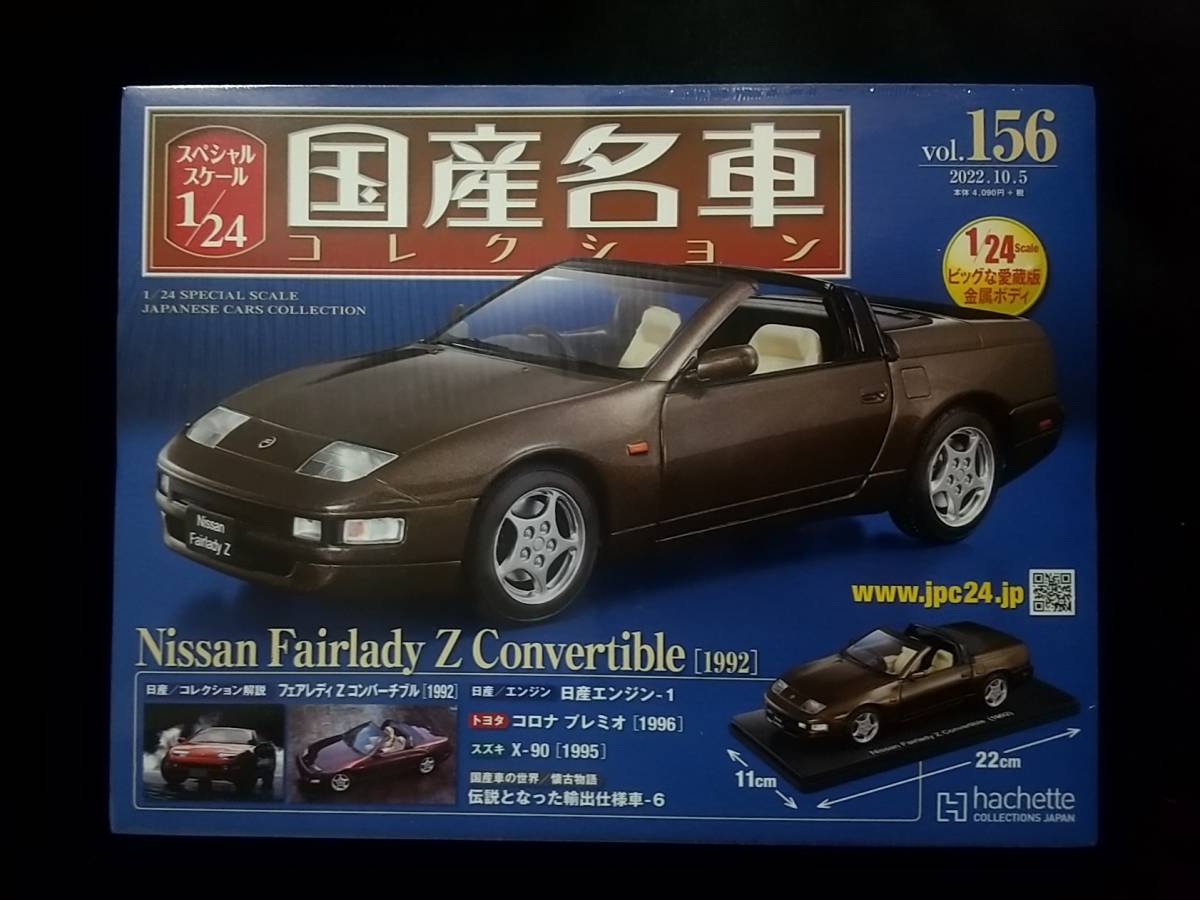 スペシャル
スケール
1/24
国産名車
コレクション
1/24 SPECIAL SCALE
JAPANESE CARS COLLECTION
vol.156
2022.10.5
本体 4,090円 + 税
1/24 Scale
ビッグな愛蔵版
金属ボディ
Nissan
Fairlady Z
www.jpc24.jp
Nissan Fairlady Z Convertible [1992]
日産/コレクション解説 フェアレディ Z コンバーチブル [1992]
日産/エンジン 日産エンジン-1
トヨタ コロナ プレミオ [1996]
スズキ X-90 [1995]
国産車の世界/懐古物語
伝説となった輸出仕様車-6
Nissan Fairlady Z Convertible (1992)
11cm
22cm
hachette
COLLECTIONS JAPAN